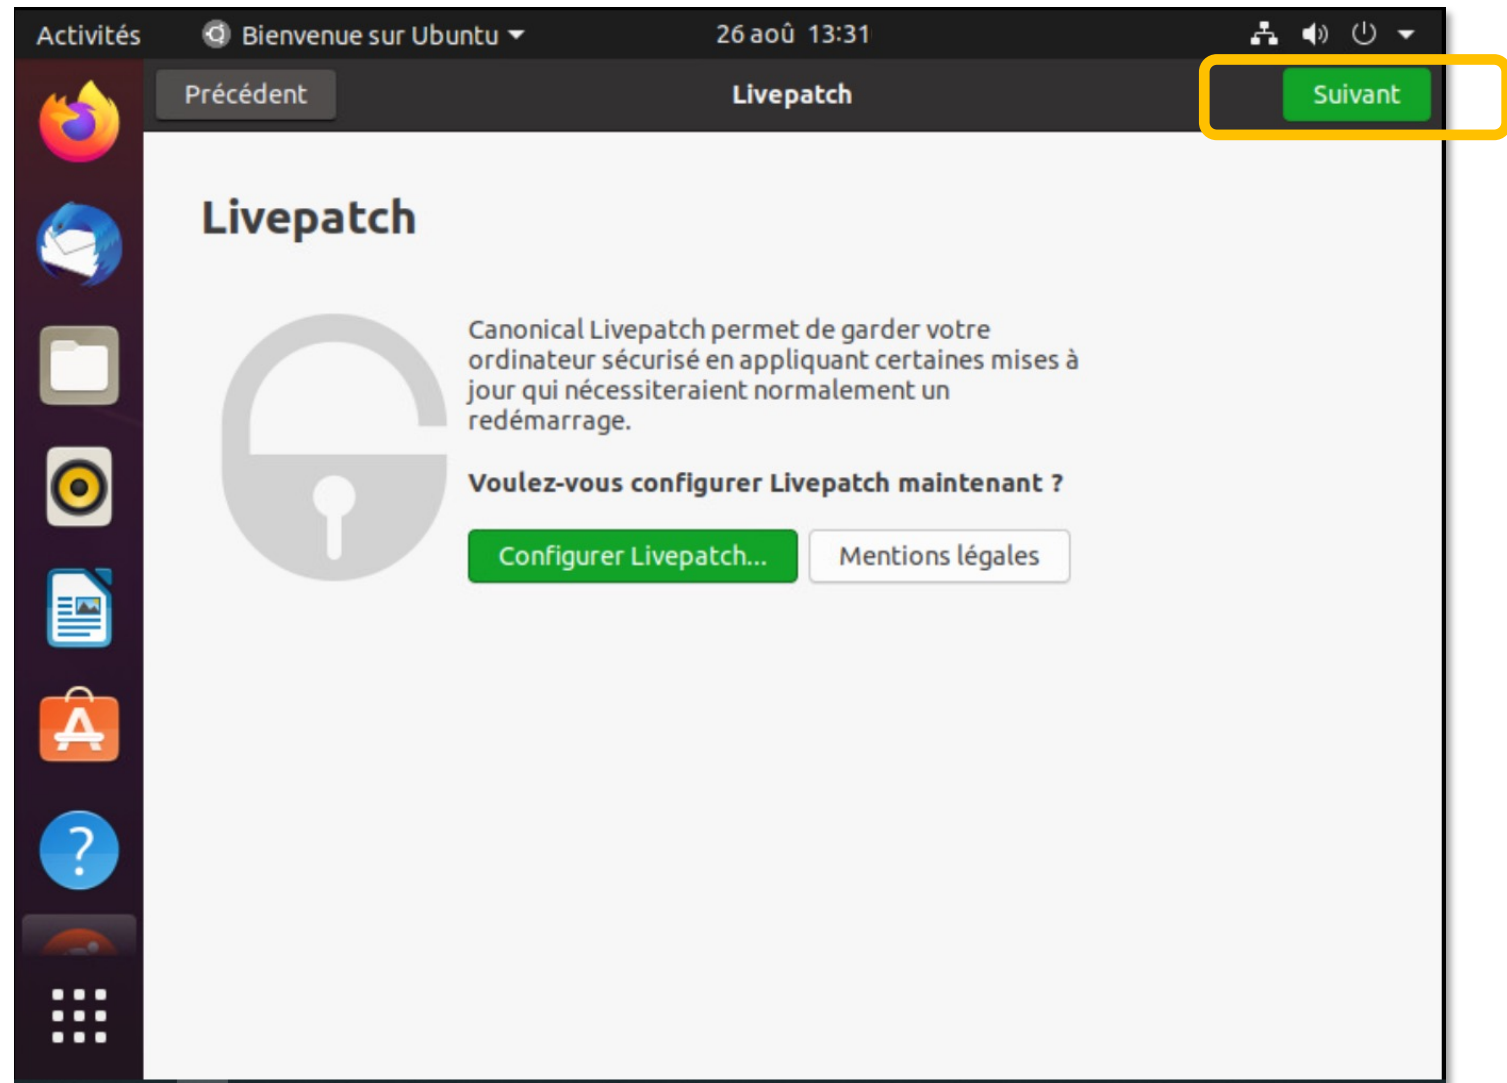 Activités Bienvenue sur Ubuntu 26 aoû 13:31
Précédent Livepatch Suivant
Livepatch
Canonical Livepatch permet de garder votre
ordinateur sécurisé en appliquant certaines mises à
jour qui nécessiteraient normalement un
redémarrage.
Voulez-vous configurer Livepatch maintenant ?
Configurer Livepatch... Mentions légales